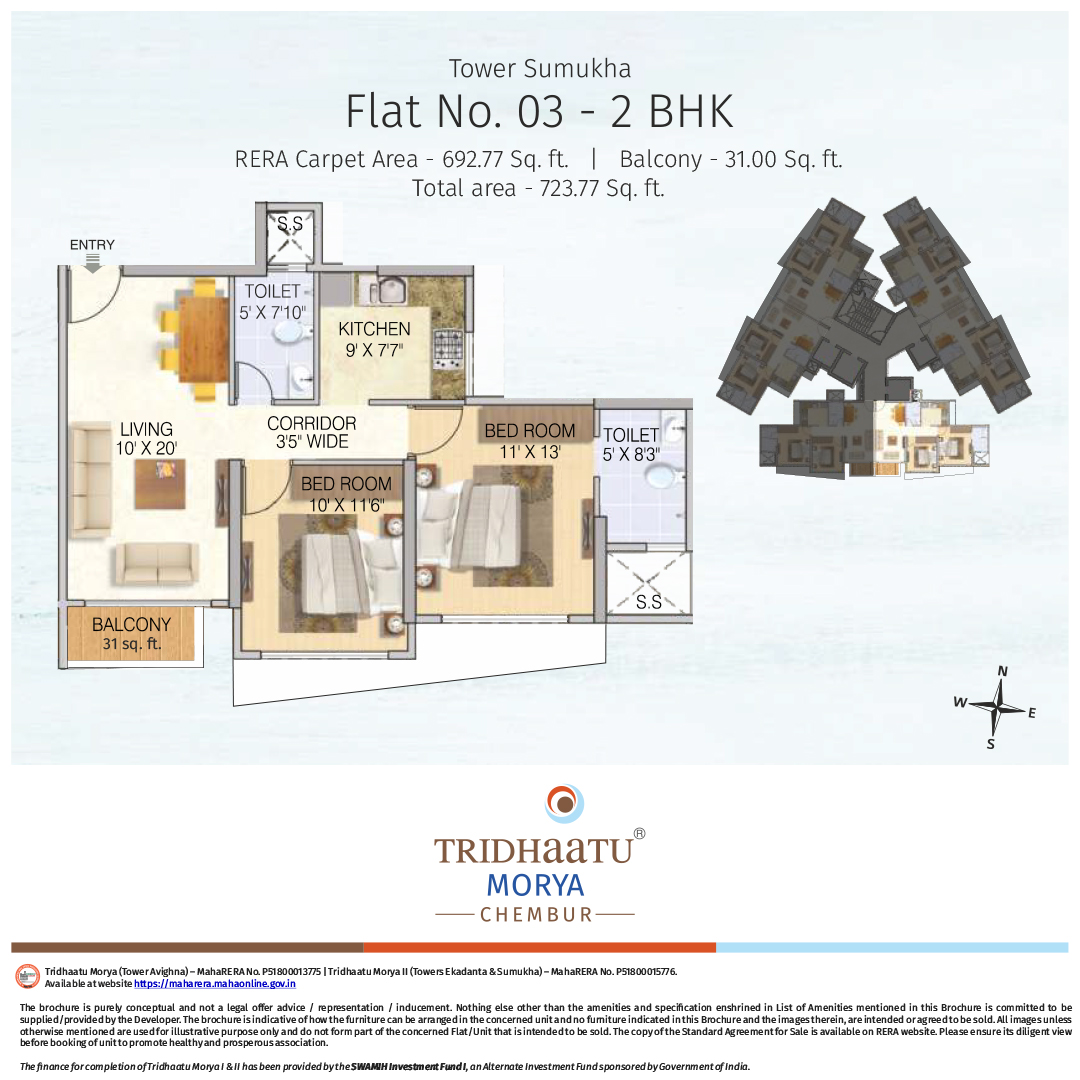 Tower Sumukha
Flat No. 03 - 2 BHK
RERA Carpet Area - 692.77 Sq. ft. | Balcony - 31.00 Sq. ft.
Total area - 723.77 Sq. ft.
S.S
ENTRY
TOILET
5' X 7'10"
KITCHEN
9' X 7'7"
LIVING
10' X 20'
CORRIDOR
3'5" WIDE
BED ROOM
11' X 13'
TOILET
5' X 8'3"
BED ROOM
10' X 11'6"
S.S
BALCONY
31 sq. ft.
N
W
E
S
TRIDHaaTU®
MORYA
CHEMBUR
Tridhaatu Morya (Tower Avighna) – MahaRERA No. P51800013775 | Tridhaatu Morya II (Towers Ekadanta & Sumukha) – MahaRERA No. P51800015776.
Available at website https://maharera.mahaonline.gov.in
The brochure is purely conceptual and not a legal offer advice / representation / inducement. Nothing else other than the amenities and specification enshrined in List of Amenities mentioned in this Brochure is committed to be
supplied/provided by the Developer. The brochure is indicative of how the furniture can be arranged in the concerned unit and no furniture indicated in this Brochure and the images therein, are intended or agreed to be sold. All images unless
otherwise mentioned are used for illustrative purpose only and do not form part of the concerned Flat/Unit that is intended to be sold. The copy of the Standard Agreement for Sale is available on RERA website. Please ensure its diligent view
before booking of unit to promote healthy and prosperous association.
The finance for completion of Tridhaatu Morya I & II has been provided by the SWAMIH Investment Fund I, an Alternate Investment Fund sponsored by Government of India.